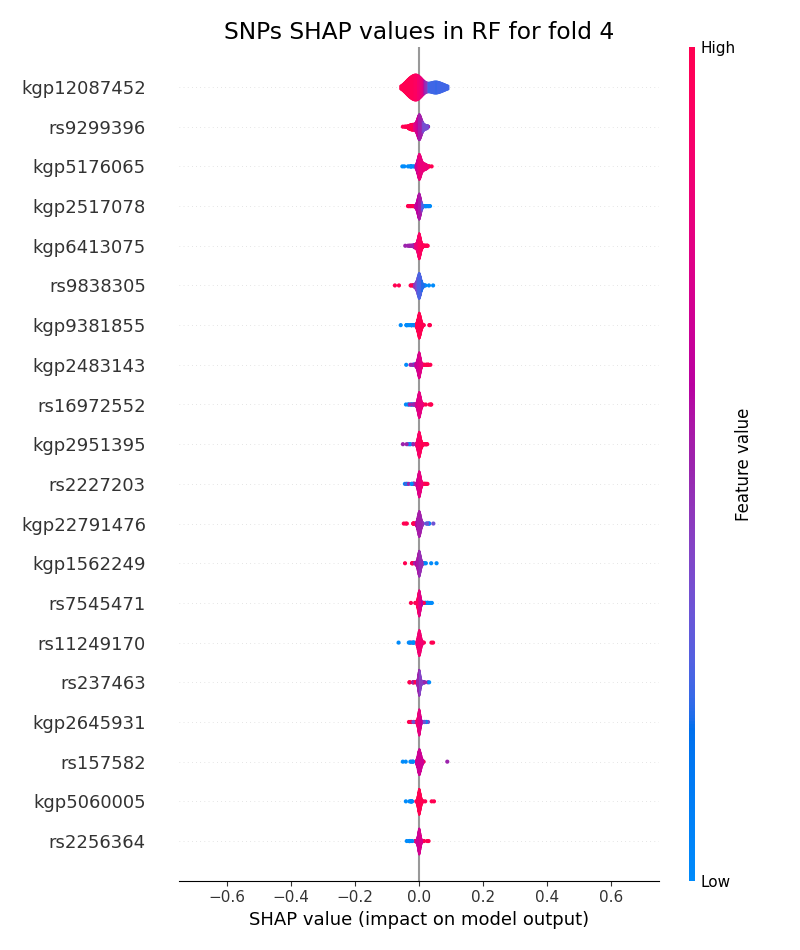 SNPs SHAP values in RF for fold 4
High
kgp12087452
rs9299396
kgp5176065
kgp2517078
kgp6413075
rs9838305
kgp9381855
kgp2483143
rs16972552
kgp2951395
rs2227203
kgp22791476
kgp1562249
rs7545471
rs11249170
rs237463
kgp2645931
rs157582
kgp5060005
rs2256364
Feature value
Low
−0.6 −0.4 −0.2 0.0 0.2 0.4 0.6
SHAP value (impact on model output)